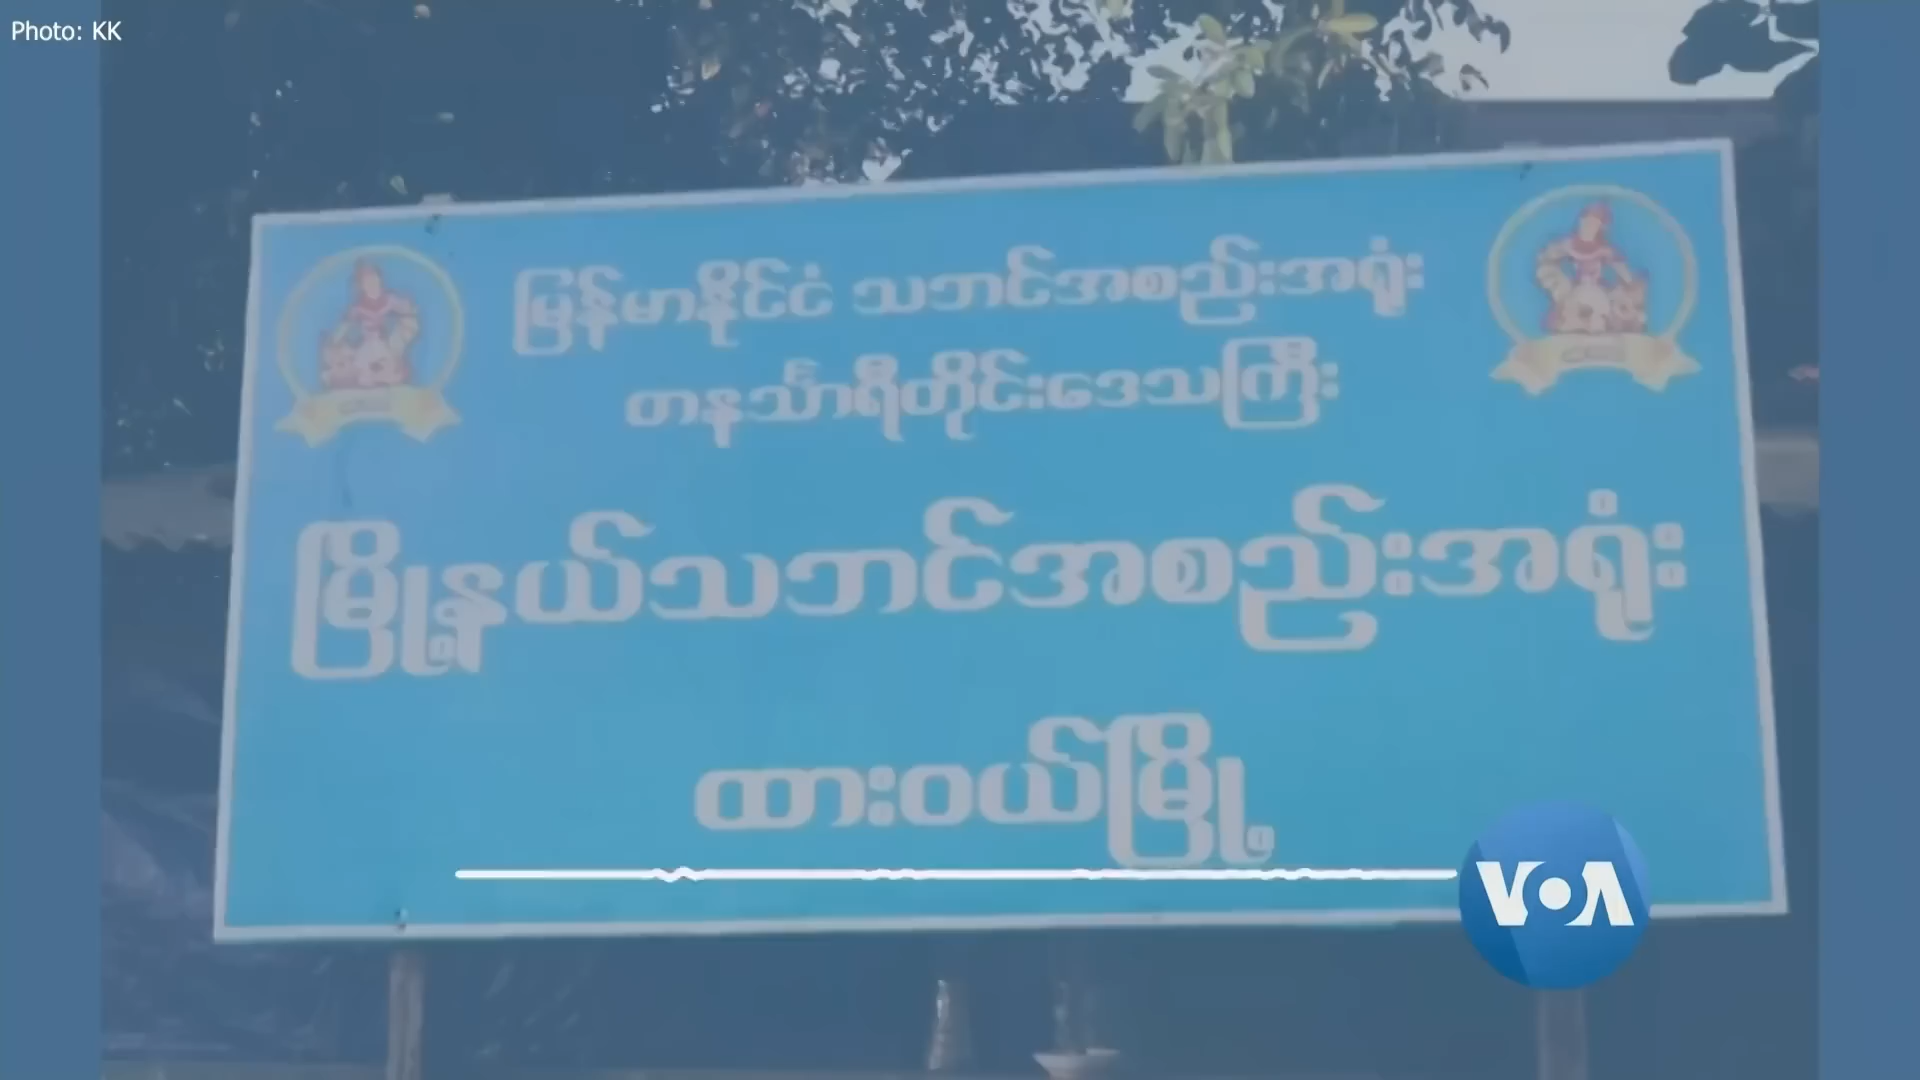 Photo: KK
မြန်မာနိုင်ငံ သဘင်အစည်းအရုံး
တနင်္သာရီတိုင်းဒေသကြီး
မြို့နယ်သဘင်အစည်းအရုံး
ထားဝယ်မြို့
VOA